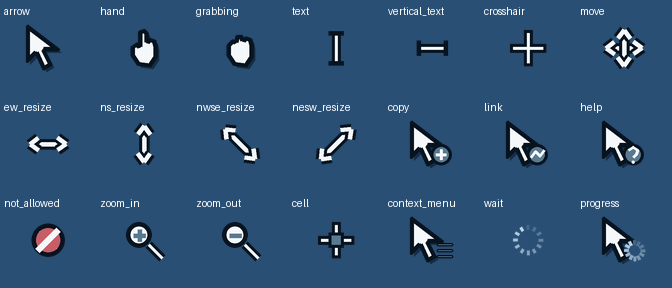 arrow hand grabbing text vertical_text crosshair move
ew_resize ns_resize nwse_resize nesw_resize copy link help
not_allowed zoom_in zoom_out cell context_menu wait progress